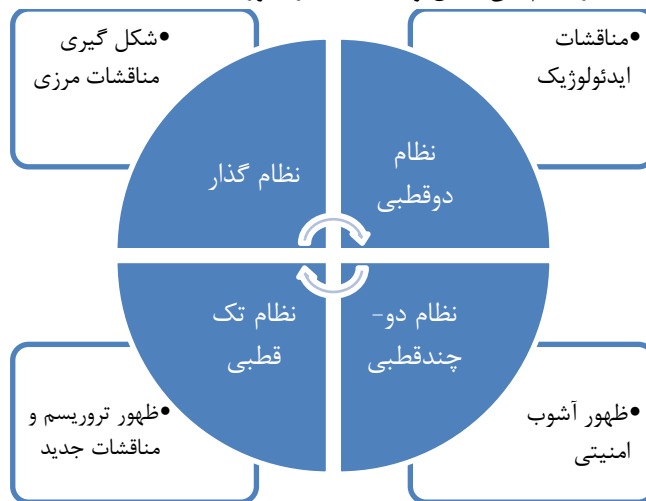 •مناقشات
ایدئولوژیک
•شکل گیری
مناقشات مرزی
نظام
دوقطبی
نظام گذار
نظام دو-
چندقطبی
نظام تک
قطبی
•ظهور آشوب
امنیتی
•ظهور تروریسم و
مناقشات جدید